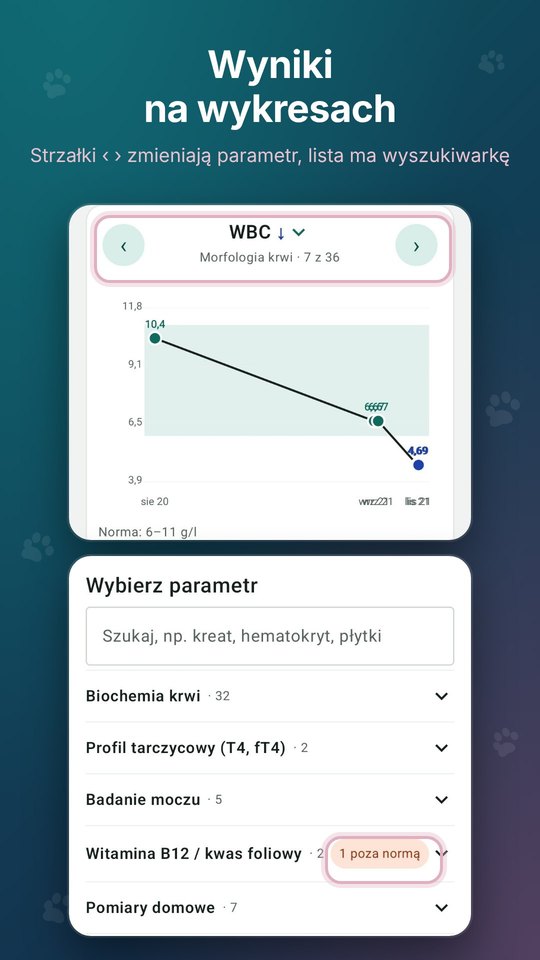 Wyniki
na wykresach
Strzałki ‹ › zmieniają parametr, lista ma wyszukiwarkę
‹
WBC ↓
›
Morfologia krwi · 7 z 36
11,8
10,4
9,1
6,5
4,69
3,9
sie 20
lis 21
Norma: 6–11 g/l
Wybierz parametr
Szukaj, np. kreat, hematokryt, płytki
Biochemia krwi · 32
Profil tarczycowy (T4, fT4) · 2
Badanie moczu · 5
Witamina B12 / kwas foliowy · 2 1 poza normą
Pomiary domowe · 7